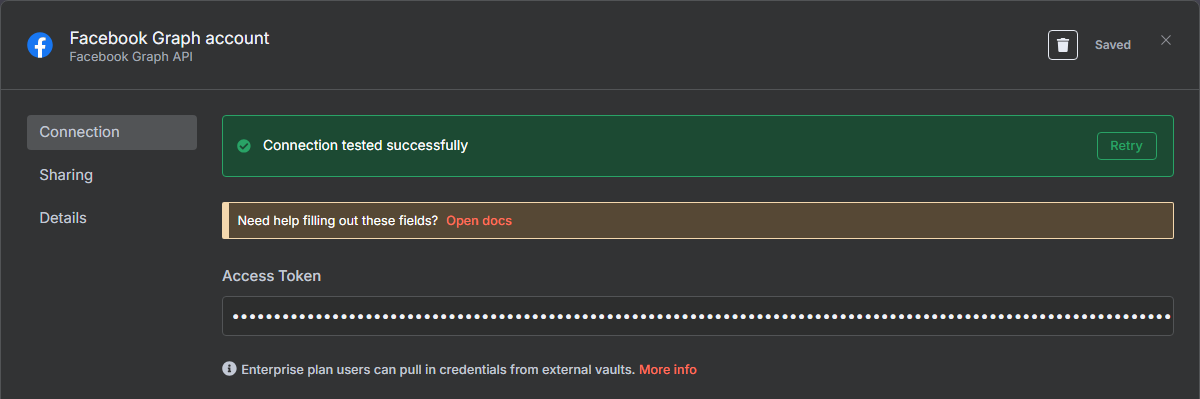 Facebook Graph account
Facebook Graph API
Saved
Connection
Sharing
Details
Connection tested successfully
Retry
Need help filling out these fields? Open docs
Access Token
Enterprise plan users can pull in credentials from external vaults. More info